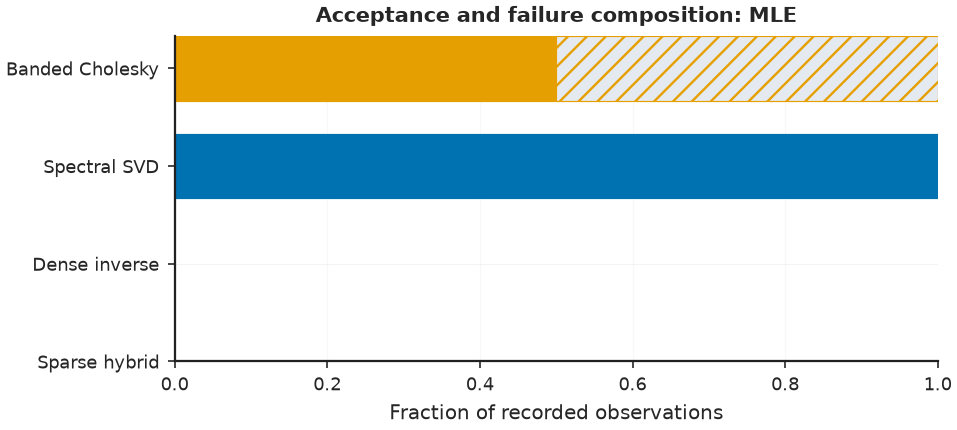 Acceptance and failure composition: MLE
Banded Cholesky
Spectral SVD
Dense inverse
Sparse hybrid
0.0 0.2 0.4 0.6 0.8 1.0
Fraction of recorded observations